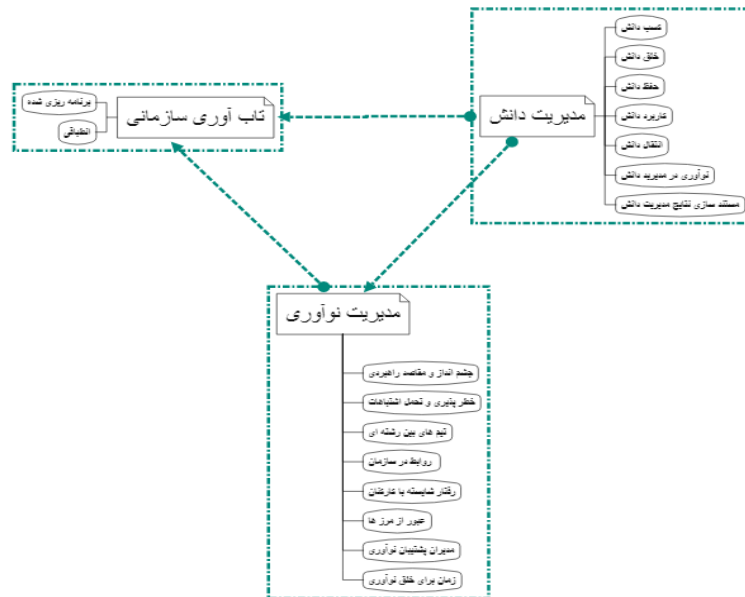 مدیریت دانش
کسب دانش
خلق دانش
حفظ دانش
کاربرد دانش
انتقال دانش
نوآوری در مدیرید دانش
مستند سازی نتایج مدیریت دانش
تاب آوری سازمانی
برنامه ریزی شده
انطباقی
مدیریت نوآوری
چشم انداز و مقاصد راهبردی
خطر پذیری و تحمل اشتباهات
تیم های بین رشته ای
روابط در سازمان
رفتار شایسته با کارکنان
عبور از مرز ها
مدیران پشتیبان نوآوری
زمان برای خلق نوآوری